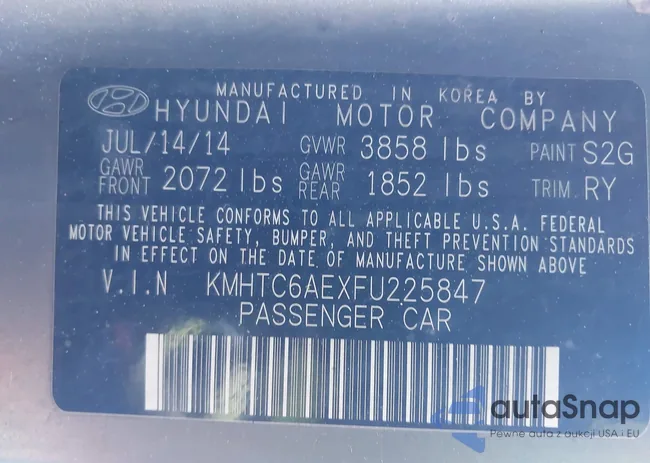 MANUFACTURED IN KOREA BY
HYUNDAI MOTOR COMPANY
JUL/14/14 GVWR 3858 lbs PAINT S2G
GAWR FRONT 2072 lbs GAWR REAR 1852 lbs TRIM RY
THIS VEHICLE CONFORMS TO ALL APPLICABLE U.S.A. FEDERAL
MOTOR VEHICLE SAFETY, BUMPER, AND THEFT PREVENTION STANDARDS
IN EFFECT ON THE DATE OF MANUFACTURE SHOWN ABOVE
V.I.N KMHTC6AEXFU225847
PASSENGER CAR
autaSnap
Pewne auta z aukcji USA i EU